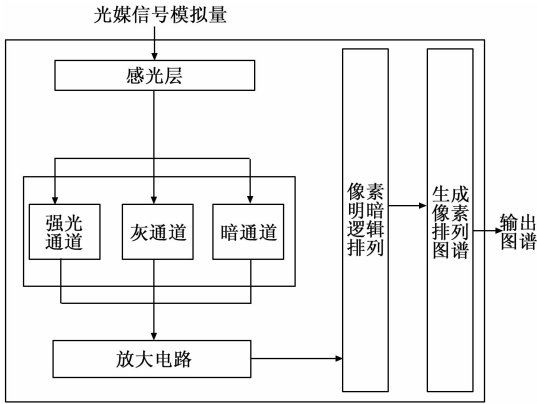 光媒信号模拟量
感光层
强光
通道
灰通道
暗通道
放大电路
像素
明暗
逻辑
排列
生成
像素
排列
图谱
输出
图谱